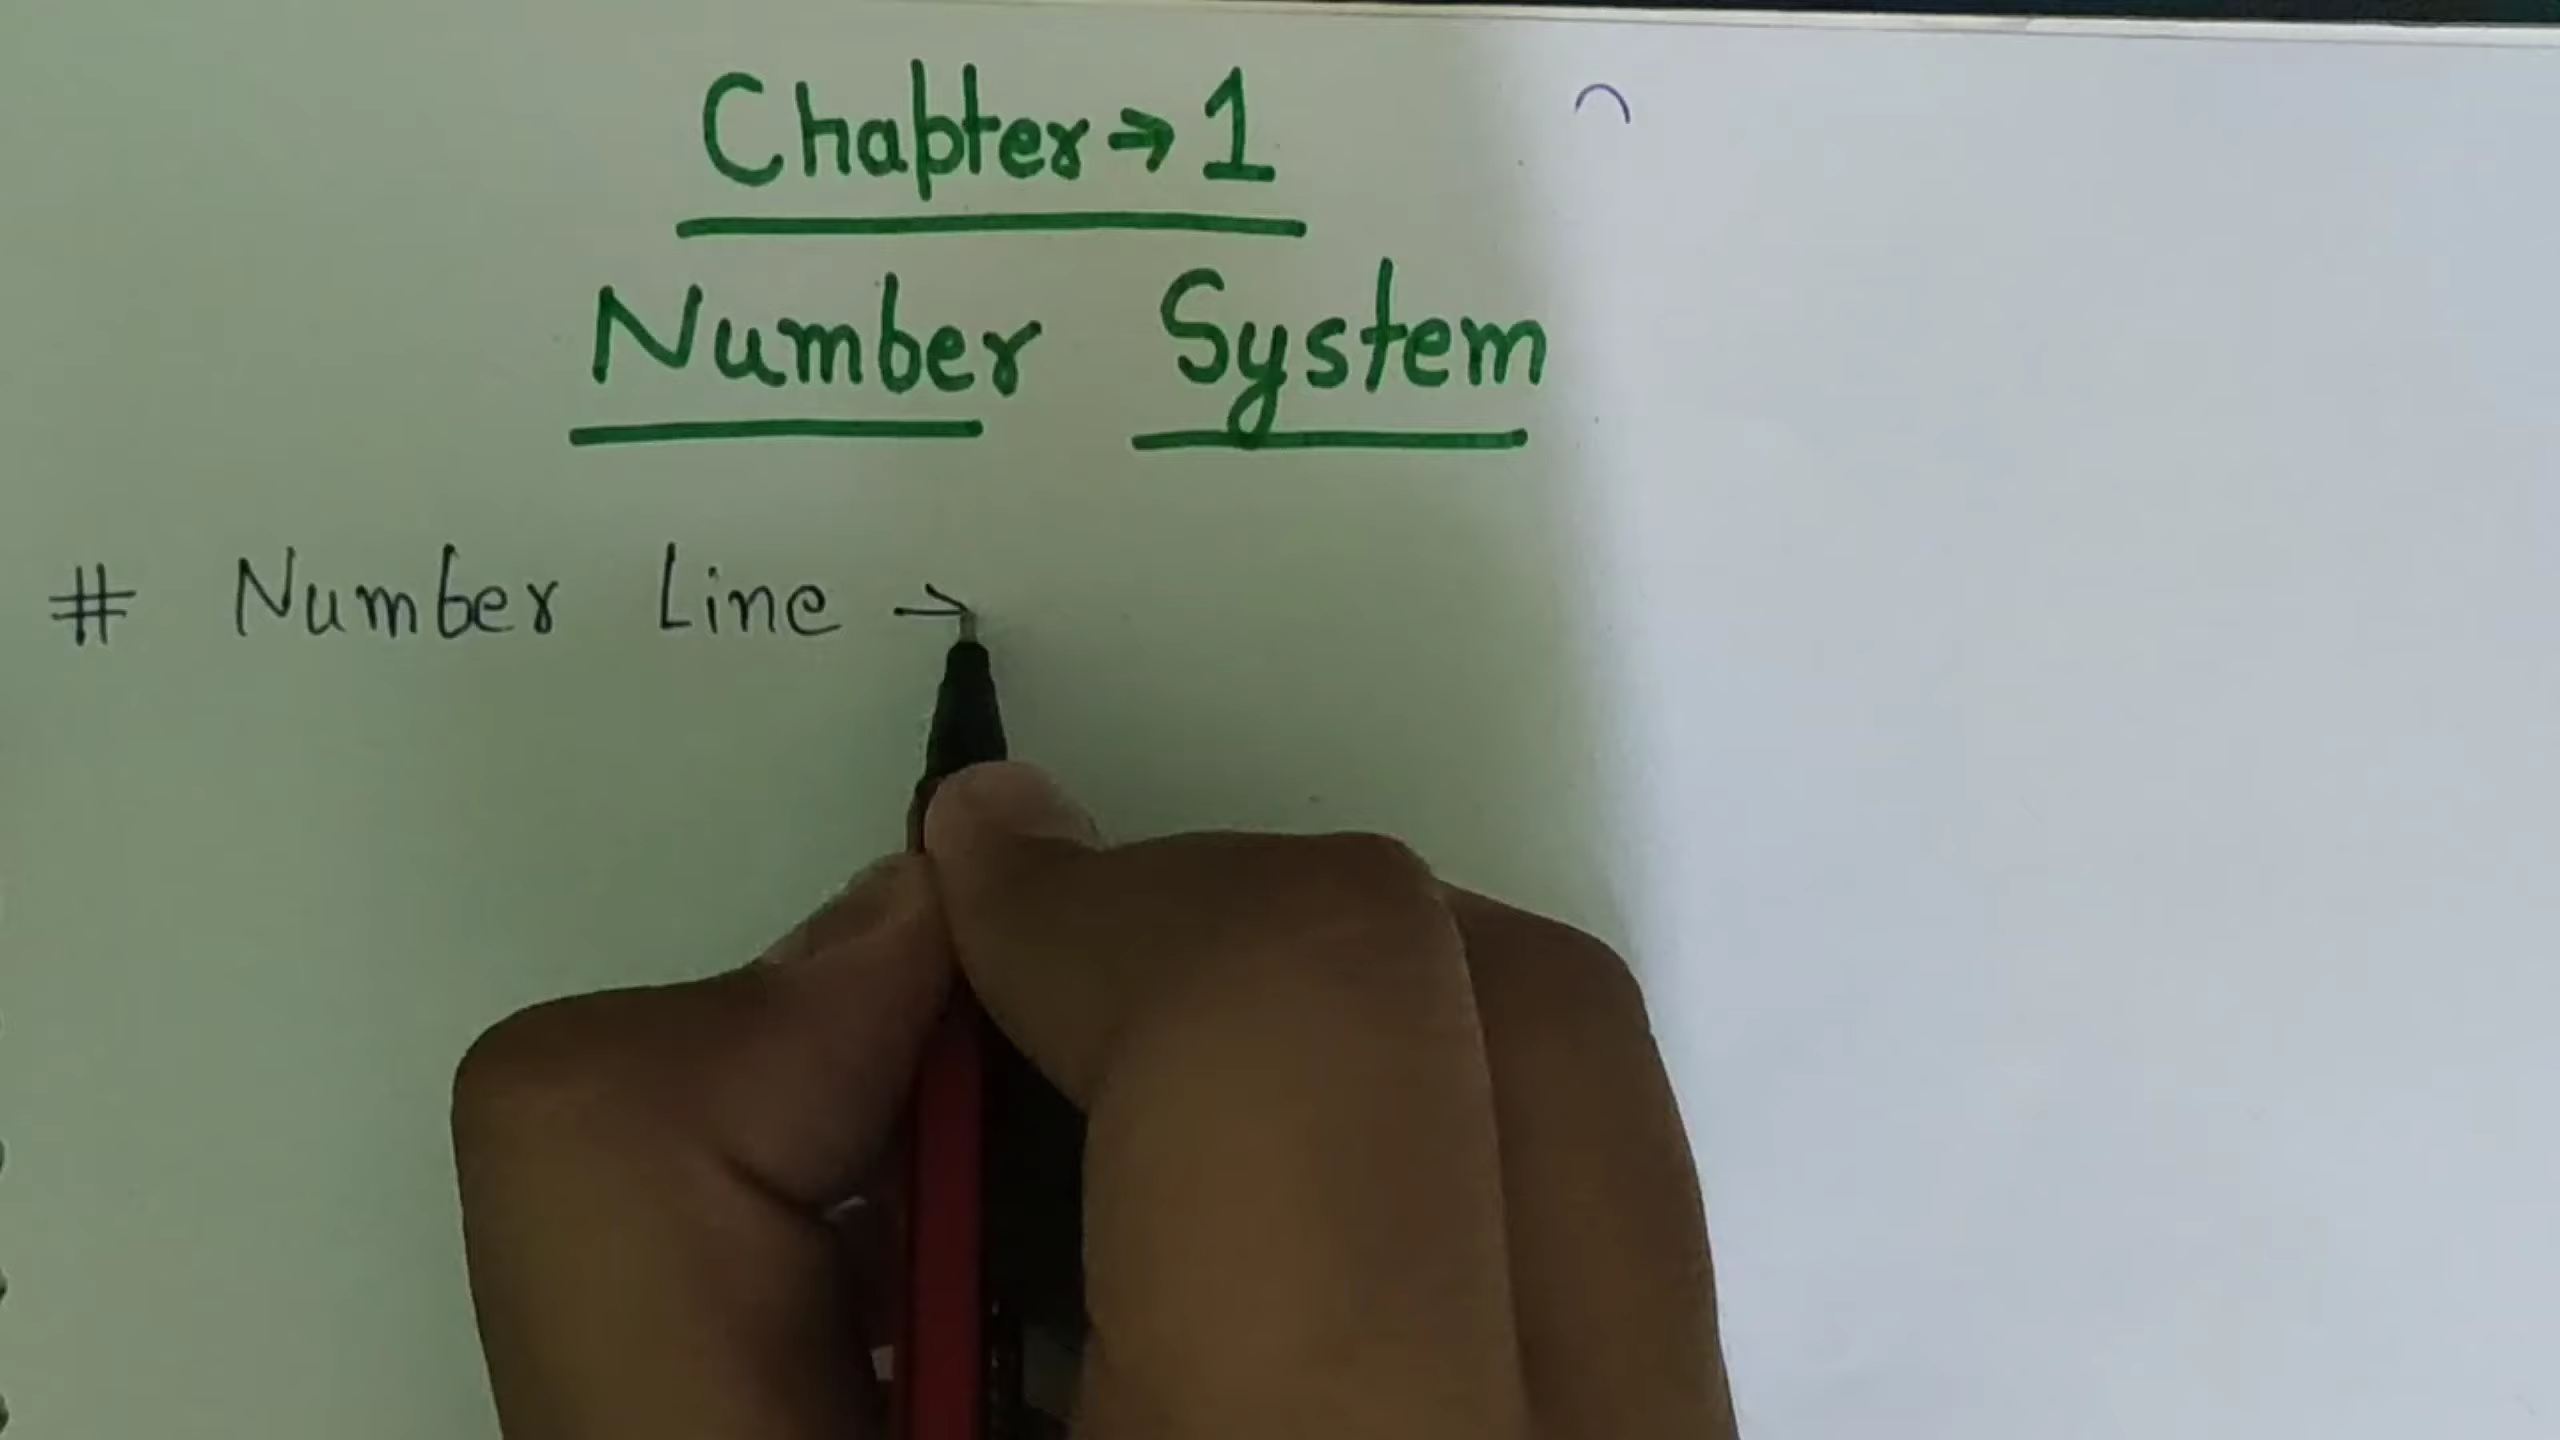 Chapter → 1
Number System
# Number Line →